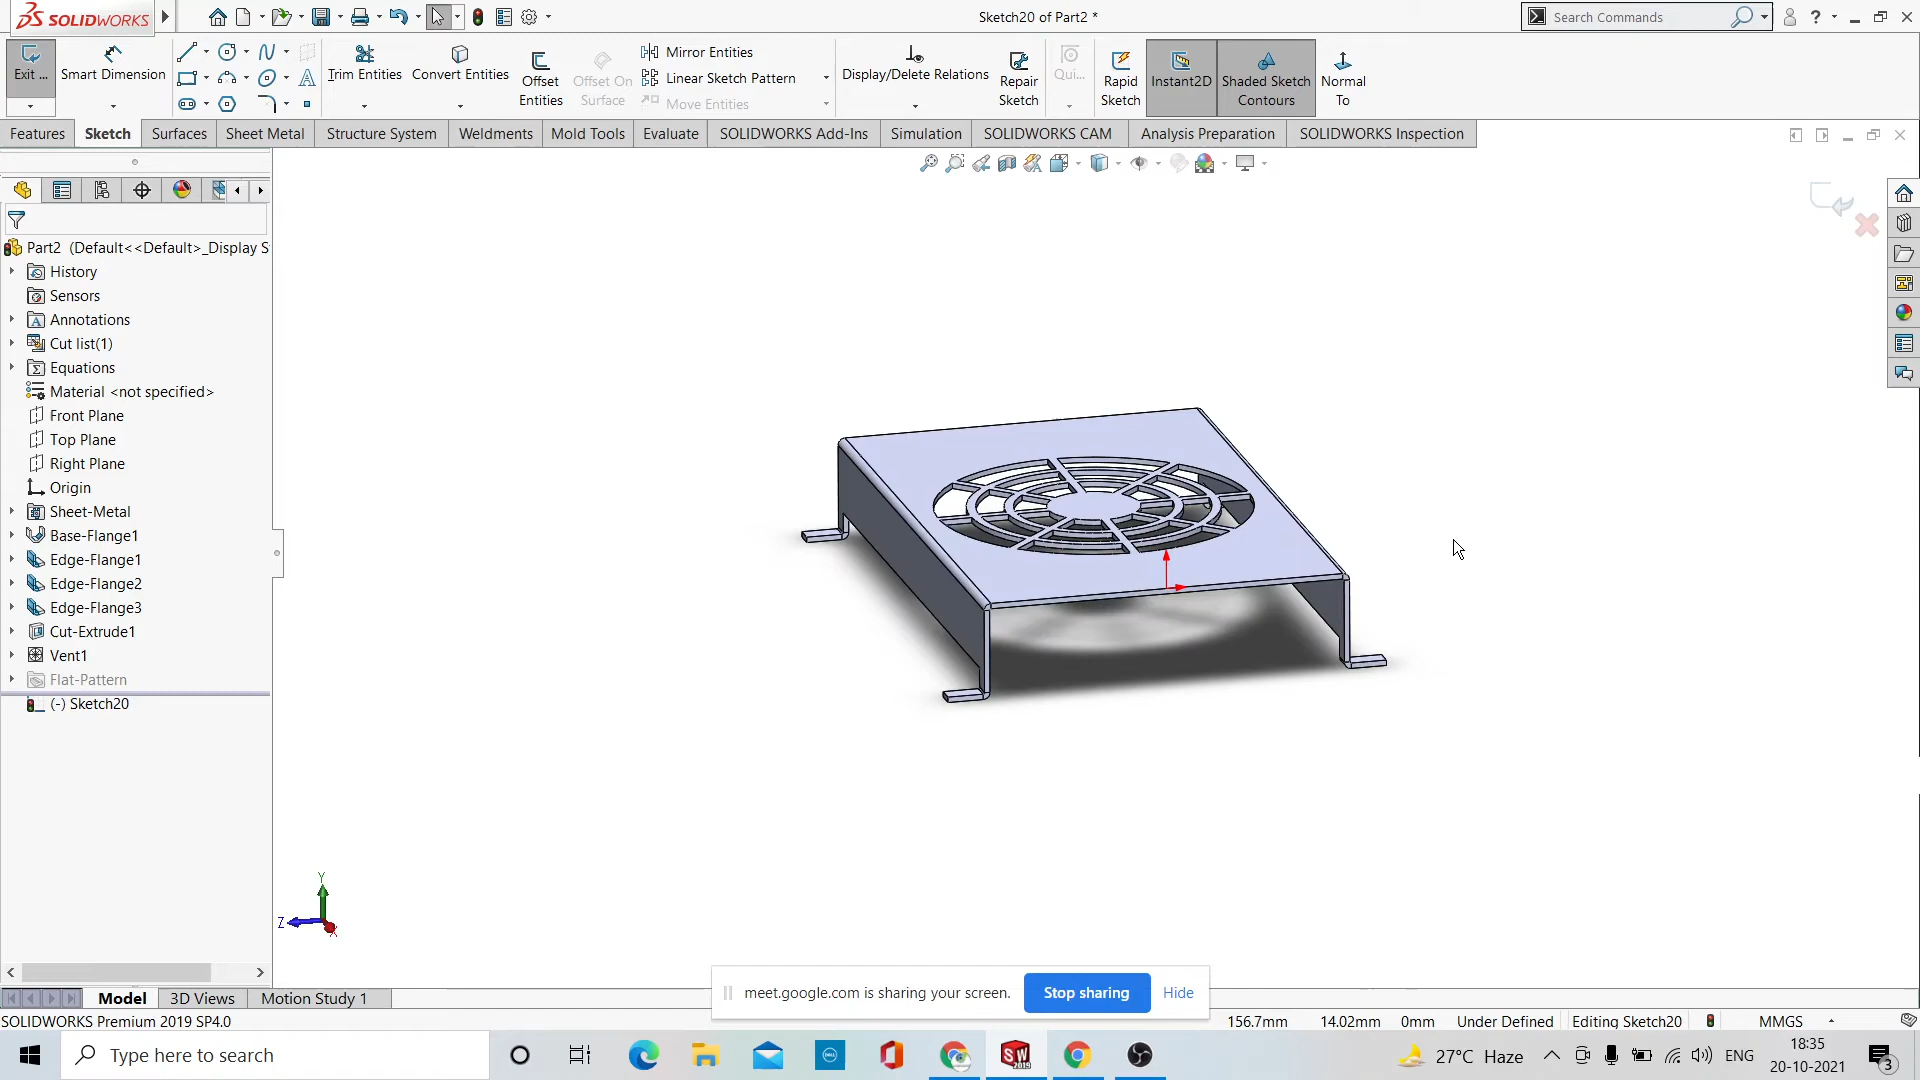 SOLIDWORKS
Sketch20 of Part2 *
Search Commands
?
Exit ...
Smart Dimension
Trim Entities
Convert Entities
Offset
Entities
Offset On
Surface
Mirror Entities
Linear Sketch Pattern
Move Entities
Display/Delete Relations
Repair
Sketch
Qui...
Rapid
Sketch
Instant2D
Shaded Sketch
Contours
Normal
To
Features
Sketch
Surfaces
Sheet Metal
Structure System
Weldments
Mold Tools
Evaluate
SOLIDWORKS Add-Ins
Simulation
SOLIDWORKS CAM
Analysis Preparation
SOLIDWORKS Inspection
Part2 (Default<<Default>_Display S
History
Sensors
Annotations
Cut list(1)
Equations
Material <not specified>
Front Plane
Top Plane
Right Plane
Origin
Sheet-Metal
Base-Flange1
Edge-Flange1
Edge-Flange2
Edge-Flange3
Cut-Extrude1
Vent1
Flat-Pattern
(-) Sketch20
Y
Z
X
Model
3D Views
Motion Study 1
meet.google.com is sharing your screen.
Stop sharing
Hide
SOLIDWORKS Premium 2019 SP4.0
156.7mm
14.02mm
0mm
Under Defined
Editing Sketch20
MMGS
Type here to search
DELL
SW
2019
27°C Haze
ENG
18:35
20-10-2021
3